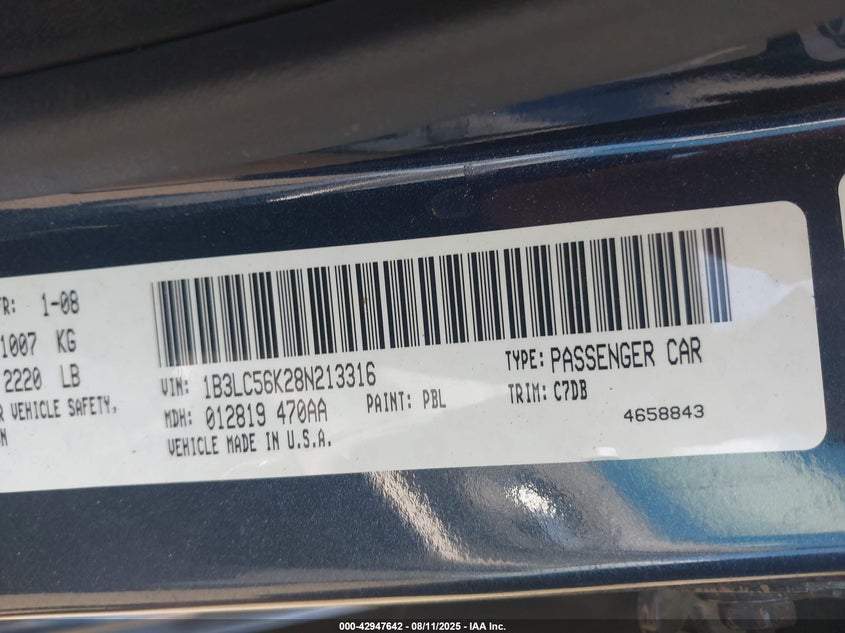 FR: 1-08
1007 KG
2220 LB
VEHICLE SAFETY,
VIN: 1B3LC56K28N213316
TYPE: PASSENGER CAR
MDH: 012819 470AA PAINT: PBL TRIM: C7DB
VEHICLE MADE IN U.S.A.
4658843
000-42947642 - 08/11/2025 - IAA Inc.